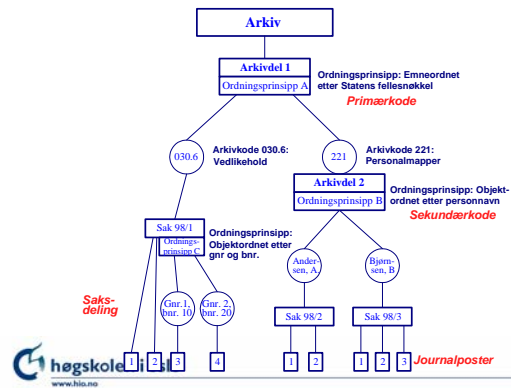 Arkiv
Arkivdel 1
Ordningsprinsipp A
Ordningsprinsipp: Emneordnet
etter Statens fellesnøkkel
Primærkode
030.6
Arkivkode 030.6:
Vedlikehold
221
Arkivkode 221:
Personalmapper
Arkivdel 2
Ordningsprinsipp B
Ordningsprinsipp: Objekt-
ordnet etter personnavn
Sekundærkode
Sak 98/1
Ordnings-
prinsipp C
Ordningsprinsipp:
Objektordnet etter
gnr og bnr.
Ander-
sen, A.
Bjørn-
sen, B
Saks-
deling
Gnr.1,
bnr. 10
Gnr. 2,
bnr. 20
Sak 98/2
Sak 98/3
1 2 3 4 1 2 1 2 3
Journalposter
høgskole
www.hio.no